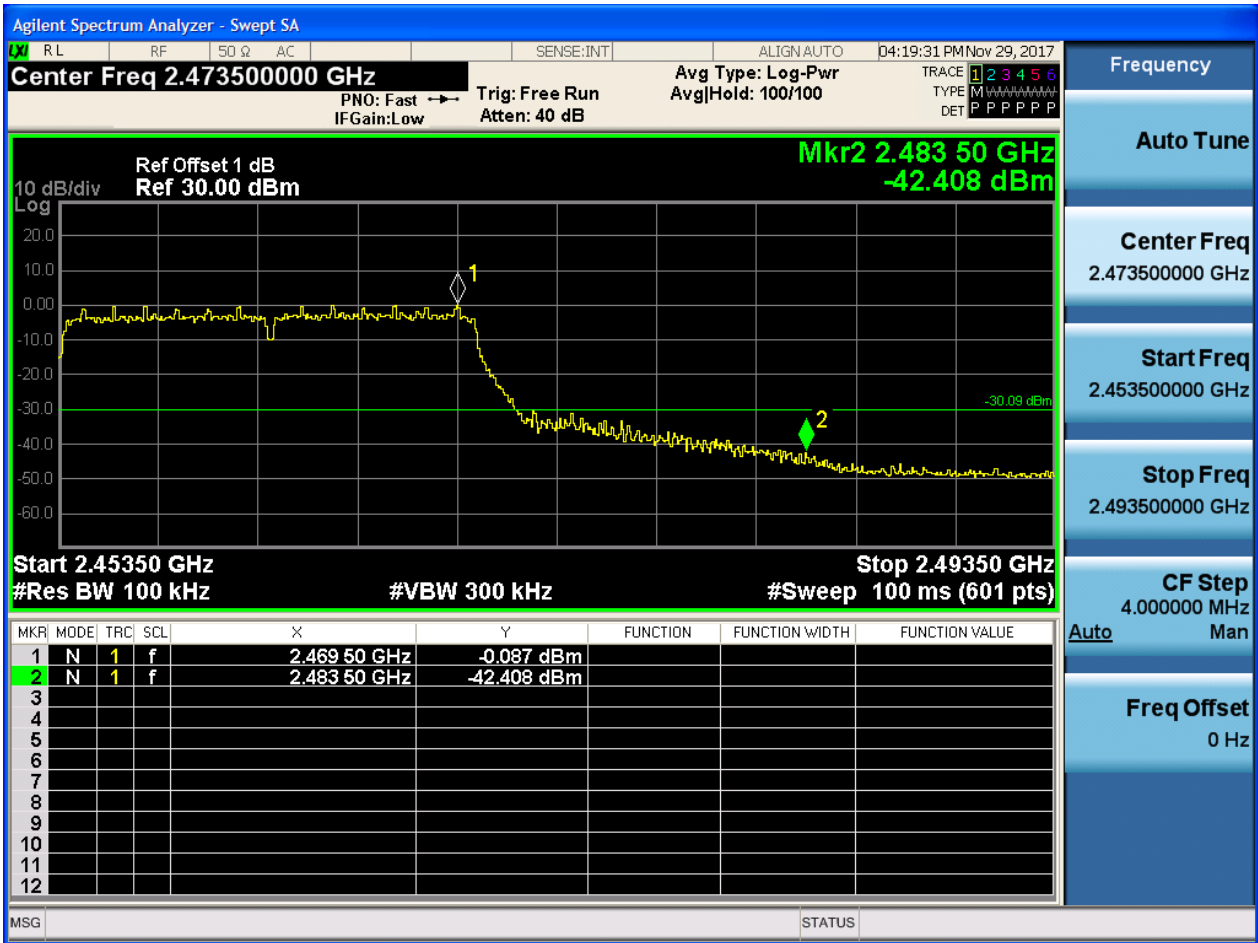 Agilent Spectrum Analyzer - Swept SA
LXI RL RF 50 Ω AC SENSE:INT ALIGN AUTO 04:19:31 PM Nov 29, 2017
Center Freq 2.473500000 GHz
PNO: Fast
IFGain:Low
Trig: Free Run
Atten: 40 dB
Avg Type: Log-Pwr
Avg|Hold: 100/100
TRACE 1 2 3 4 5 6
TYPE M
DET P P P P P P
Mkr2 2.483 50 GHz
-42.408 dBm
Ref Offset 1 dB
10 dB/div Ref 30.00 dBm
Log
20.0
10.0
0.00
-10.0
-20.0
-30.0
-40.0
-50.0
-60.0
1
-30.09 dBm
2
Start 2.45350 GHz Stop 2.49350 GHz
#Res BW 100 kHz #VBW 300 kHz #Sweep 100 ms (601 pts)
MKR MODE TRC SCL X Y FUNCTION FUNCTION WIDTH FUNCTION VALUE
1 N 1 f 2.469 50 GHz -0.087 dBm
2 N 1 f 2.483 50 GHz -42.408 dBm
3
4
5
6
7
8
9
10
11
12
MSG STATUS
Frequency
Auto Tune
Center Freq
2.473500000 GHz
Start Freq
2.453500000 GHz
Stop Freq
2.493500000 GHz
CF Step
4.000000 MHz
Auto Man
Freq Offset
0 Hz